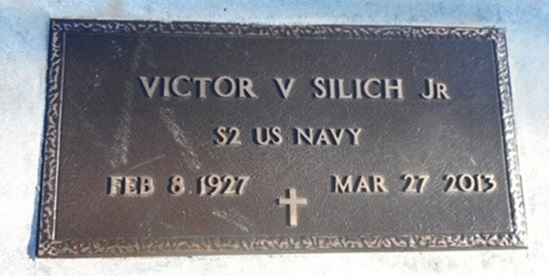 VICTOR V SILICH JR
S2 US NAVY
FEB 8 1927 MAR 27 2013